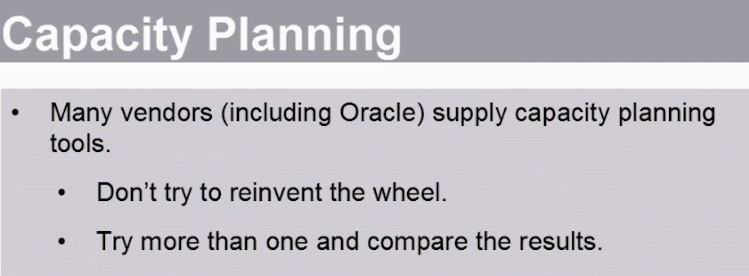 Capacity Planning
• Many vendors (including Oracle) supply capacity planning
tools.
• Don't try to reinvent the wheel.
• Try more than one and compare the results.